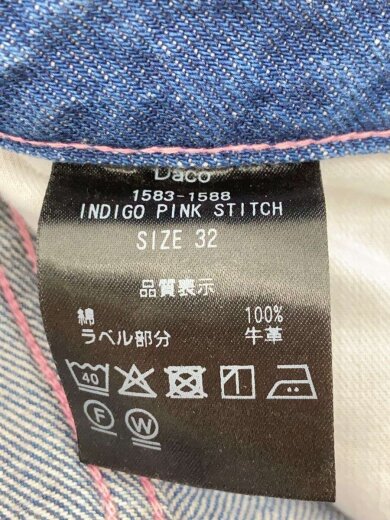 Daco
1583-1588
INDIGO PINK STITCH
SIZE 32
品質表示
綿 100%
ラベル部分 牛革
40
F W